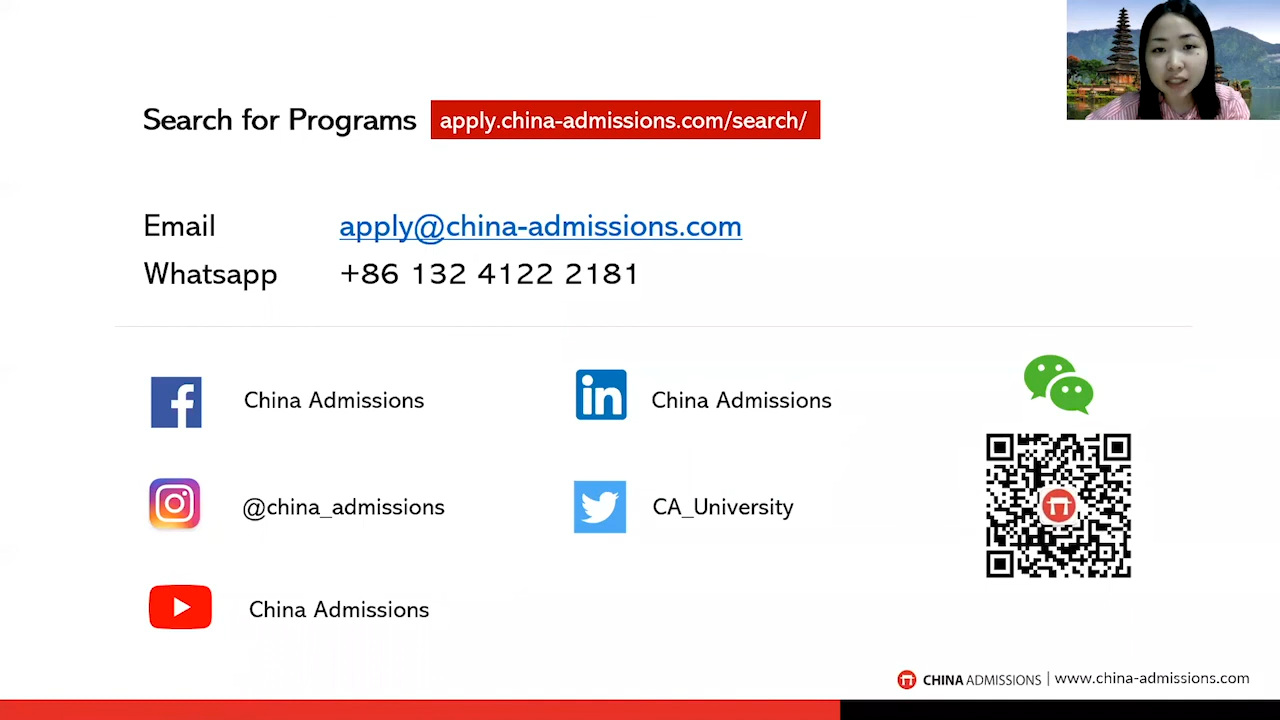 Search for Programs apply.china-admissions.com/search/
Email apply@china-admissions.com
Whatsapp +86 132 4122 2181
China Admissions
in China Admissions
@china_admissions
CA_University
China Admissions
CHINA ADMISSIONS | www.china-admissions.com